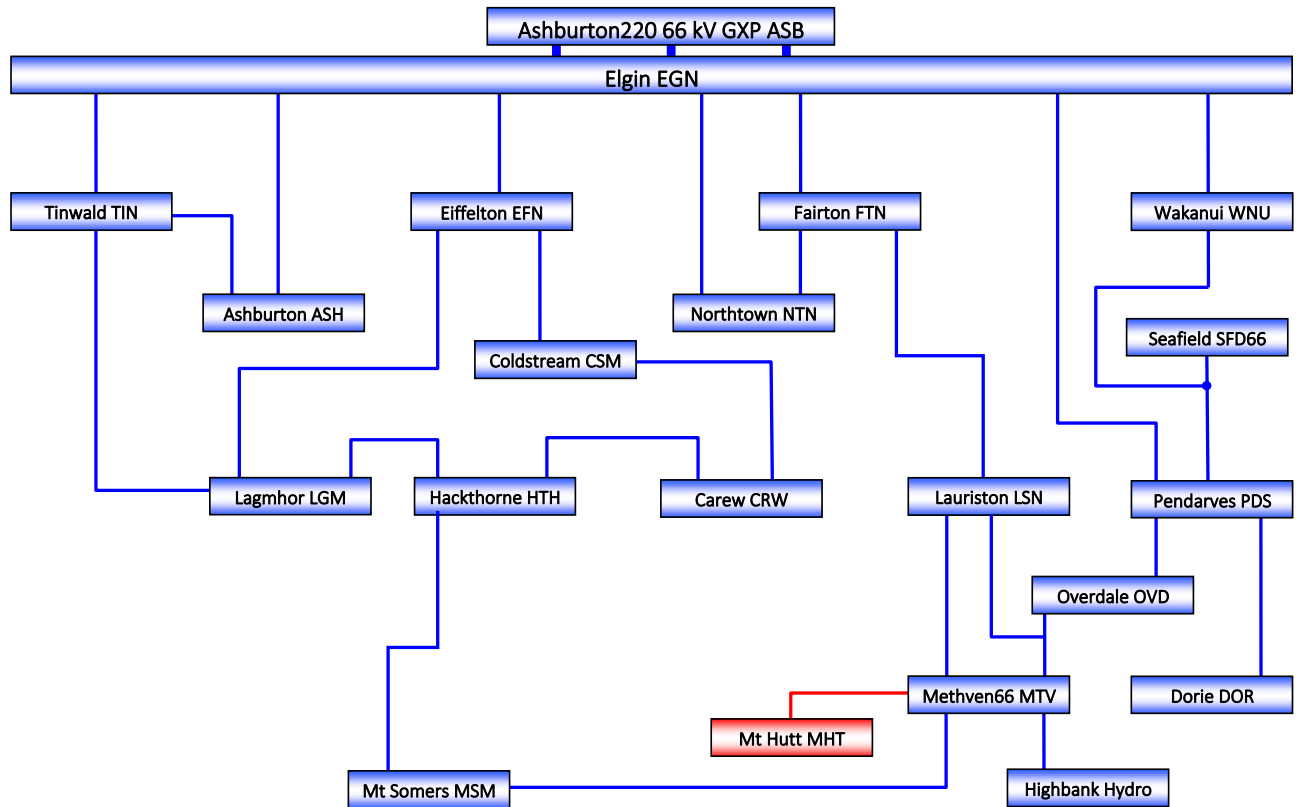 Ashburton220 66 kV GXP ASB
Elgin EGN
Tinwald TIN
Eiffelton EFN
Fairton FTN
Wakanui WNU
Ashburton ASH
Northtown NTN
Seafield SFD66
Coldstream CSM
Lagmhor LGM
Hackthorne HTH
Carew CRW
Lauriston LSN
Pendarves PDS
Overdale OVD
Methven66 MTV
Dorie DOR
Mt Hutt MHT
Mt Somers MSM
Highbank Hydro